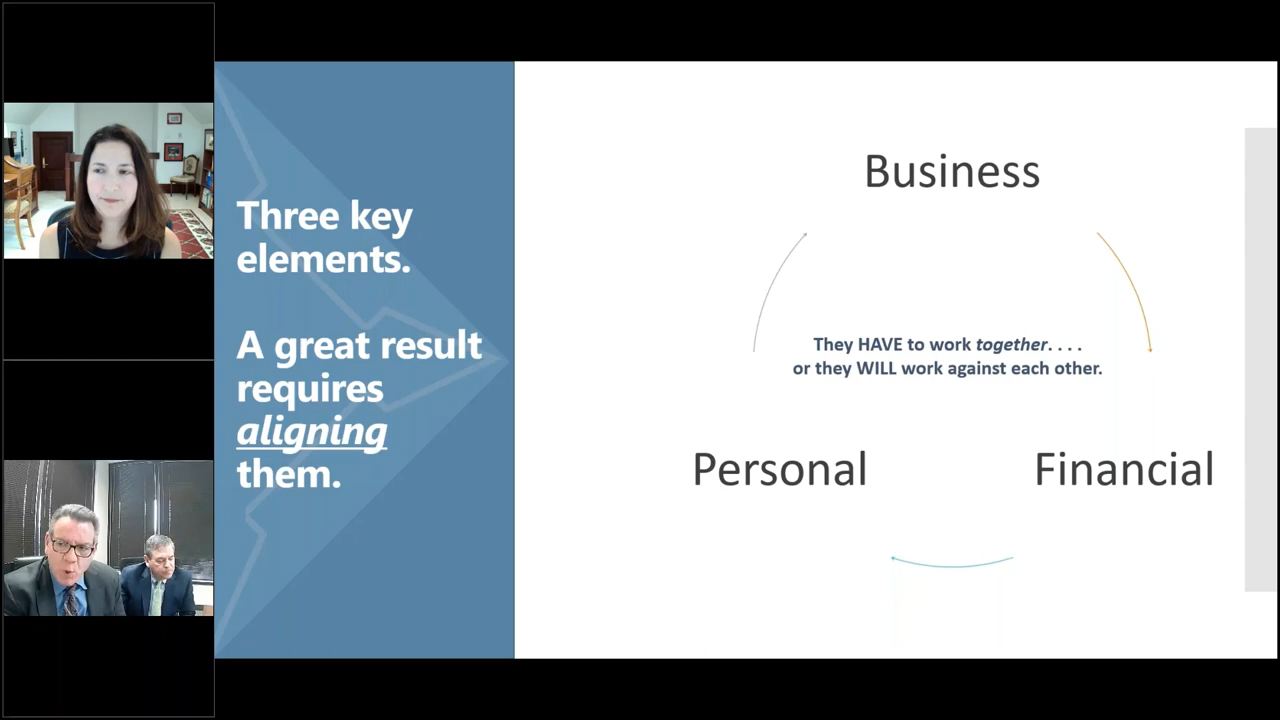 Three key
elements.
A great result
requires
aligning
them.
Business
They HAVE to work together. . . .
or they WILL work against each other.
Personal
Financial